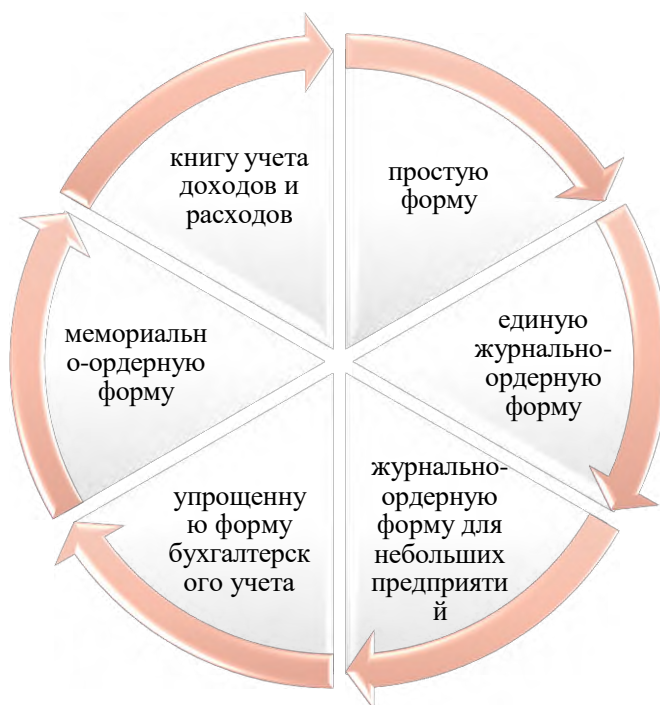 книгу учета
доходов и
расходов
простую
форму
единую
журнально-
ордерную
форму
журнально-
ордерную
форму для
небольших
предприяти
й
упрощенну
ю форму
бухгалтерск
ого учета
мемориальн
о-ордерную
форму